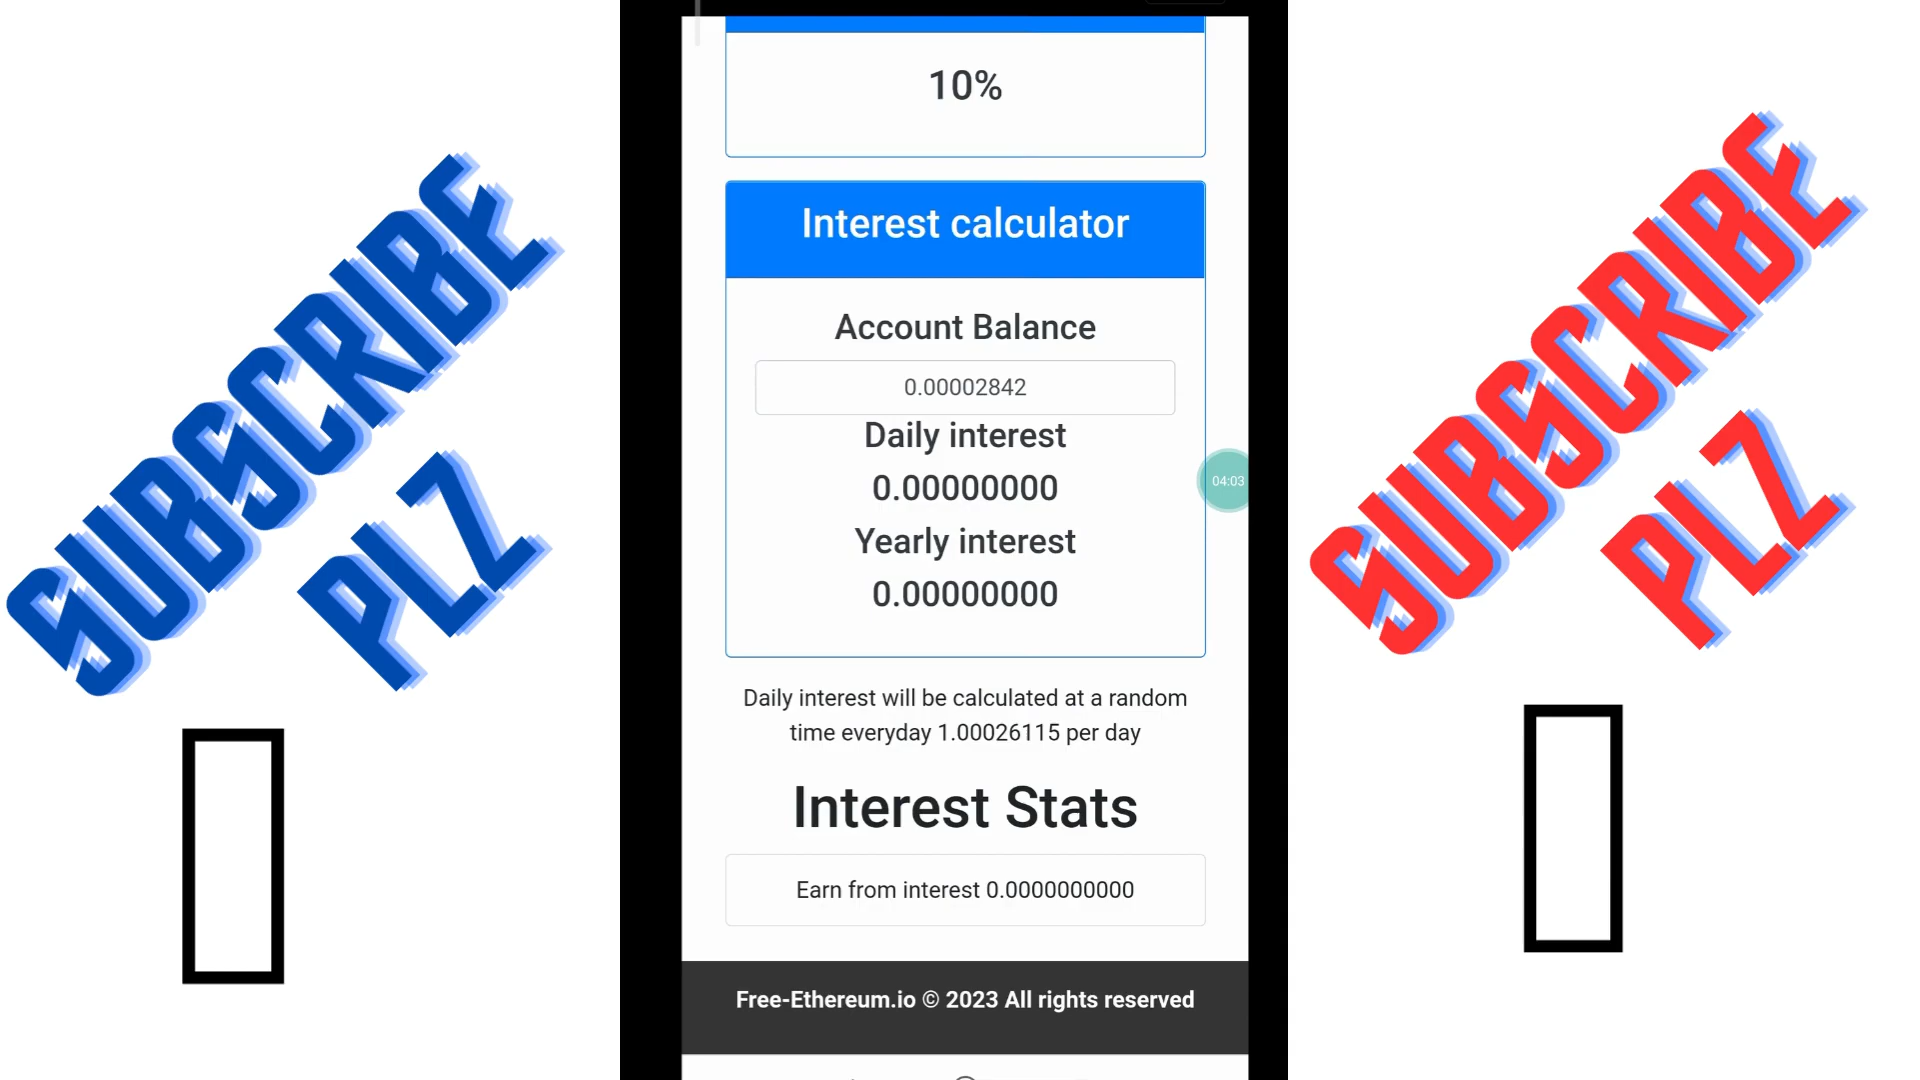 SUBSCRIBE
PLZ
10%
Interest calculator
Account Balance
0.00002842
Daily interest
0.00000000
Yearly interest
0.00000000
Daily interest will be calculated at a random
time everyday 1.00026115 per day
Interest Stats
Earn from interest 0.0000000000
Free-Ethereum.io © 2023 All rights reserved
04:03
SUBSCRIBE
PLZ